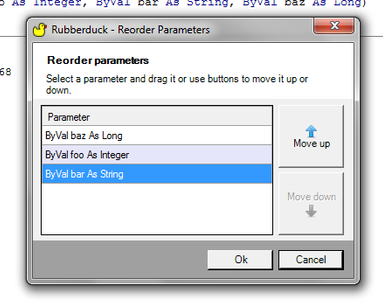 As Integer, ByVal bar As String, ByVal baz As Long)
68
Rubberduck - Reorder Parameters
Reorder parameters
Select a parameter and drag it or use buttons to move it up or
down.
Parameter
ByVal baz As Long
ByVal foo As Integer
ByVal bar As String
Move up
Move down
Ok
Cancel